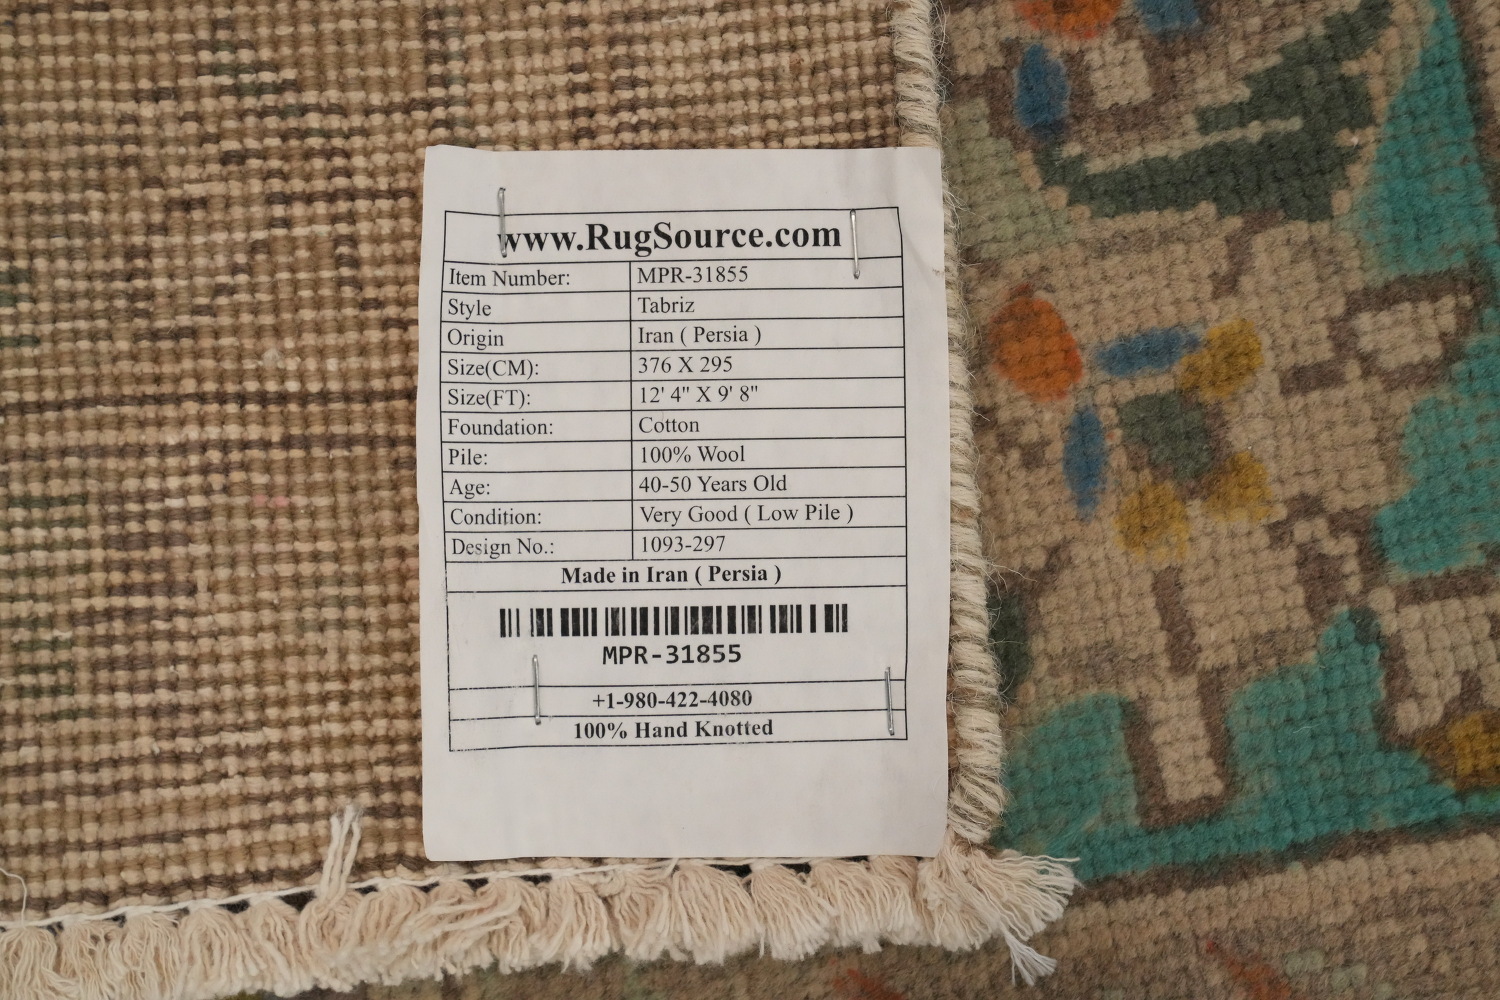 www.RugSource.com
Item Number: MPR-31855
Style Tabriz
Origin Iran ( Persia )
Size(CM): 376 X 295
Size(FT): 12' 4" X 9' 8"
Foundation: Cotton
Pile: 100% Wool
Age: 40-50 Years Old
Condition: Very Good ( Low Pile )
Design No.: 1093-297
Made in Iran ( Persia )
MPR-31855
+1-980-422-4080
100% Hand Knotted